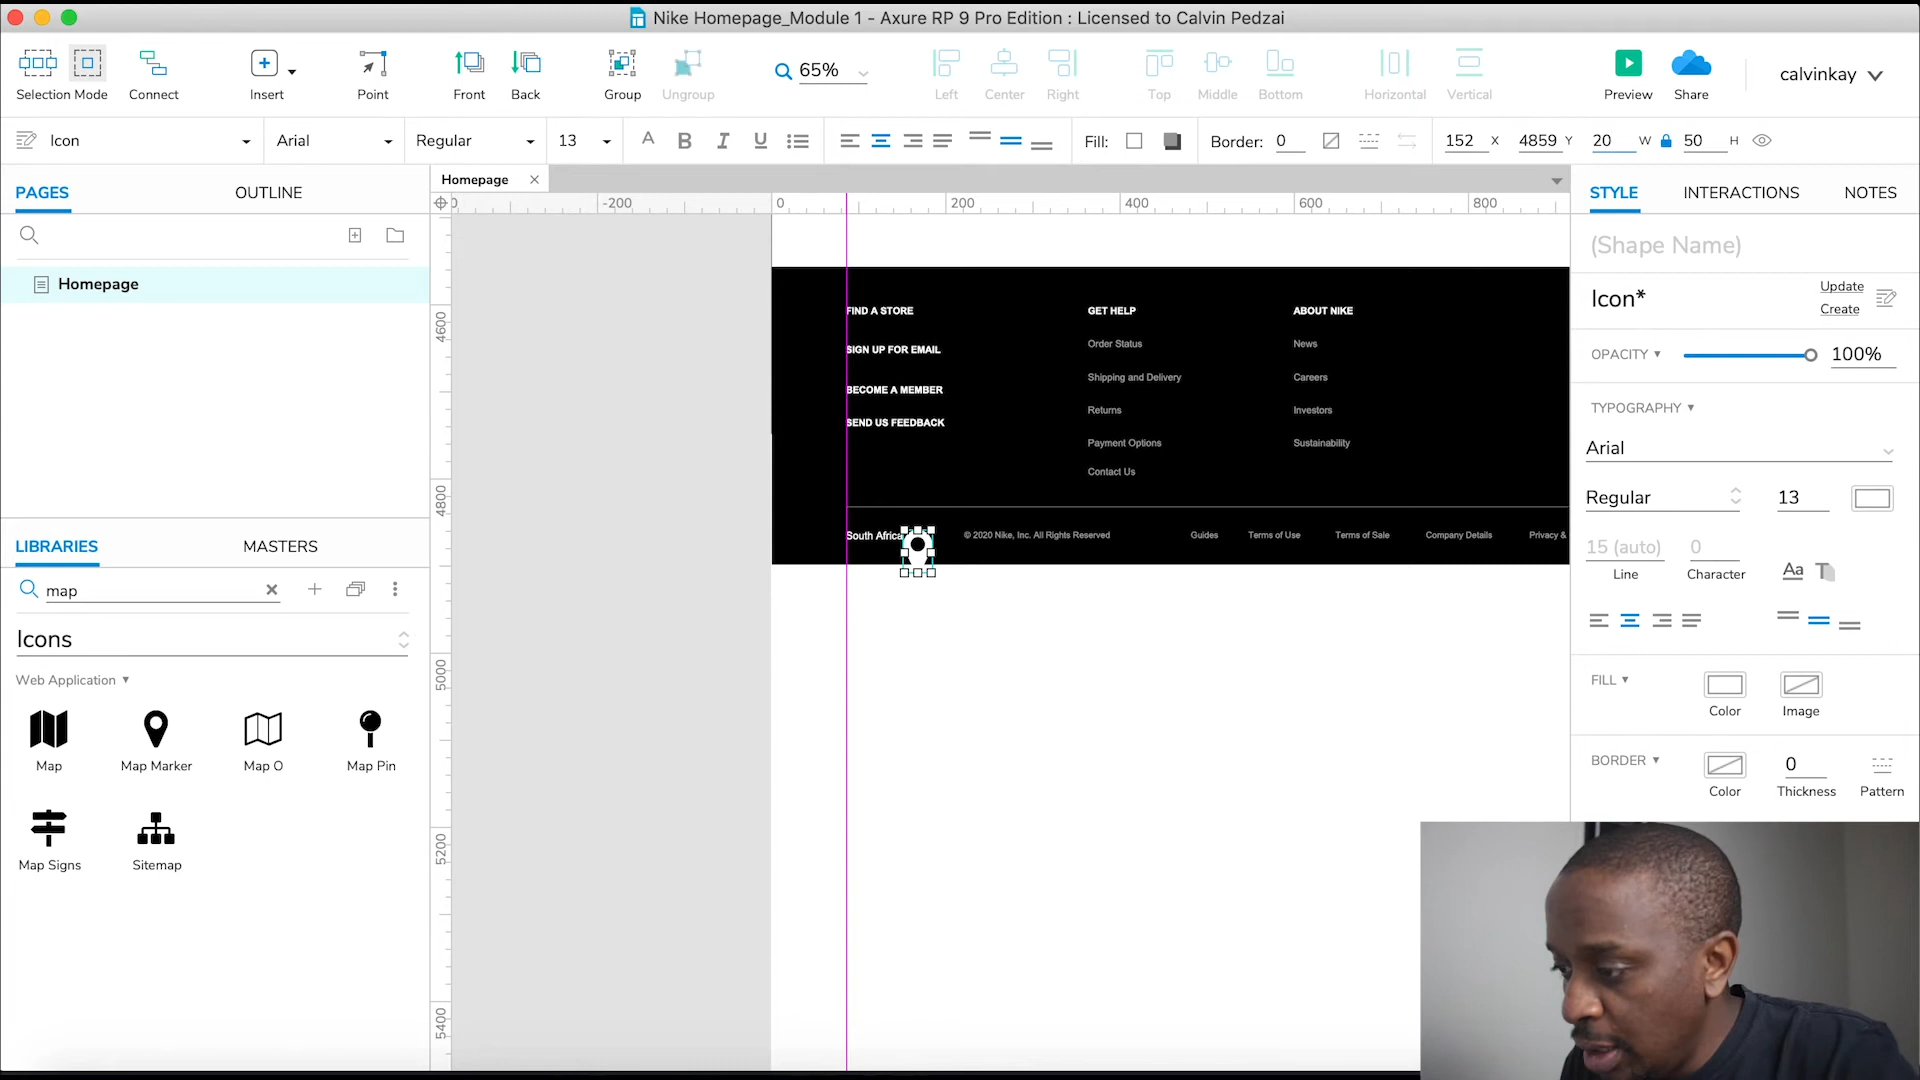 Nike Homepage_Module 1 - Axure RP 9 Pro Edition : Licensed to Calvin Pedzai
Selection Mode
Connect
Insert
Point
Front
Back
Group
Ungroup
65%
Left
Center
Right
Top
Middle
Bottom
Horizontal
Vertical
Preview
Share
calvinkay
Icon
Arial
Regular
13
Fill:
Border: 0
152 X 4859 Y 20 W 50 H
PAGES
OUTLINE
Homepage
LIBRARIES
MASTERS
map
Icons
Web Application
Map
Map Marker
Map O
Map Pin
Map Signs
Sitemap
Homepage
0
-200
0
200
400
600
800
4600
4800
5000
5200
5400
FIND A STORE
SIGN UP FOR EMAIL
BECOME A MEMBER
SEND US FEEDBACK
GET HELP
Order Status
Shipping and Delivery
Returns
Payment Options
Contact Us
ABOUT NIKE
News
Careers
Investors
Sustainability
South Africa
© 2020 Nike, Inc. All Rights Reserved
Guides
Terms of Use
Terms of Sale
Company Details
Privacy &
STYLE
INTERACTIONS
NOTES
(Shape Name)
Icon*
Update
Create
OPACITY
100%
TYPOGRAPHY
Arial
Regular
13
15 (auto)
0
Line
Character
Aa
FILL
Color
Image
BORDER
0
Color
Thickness
Pattern